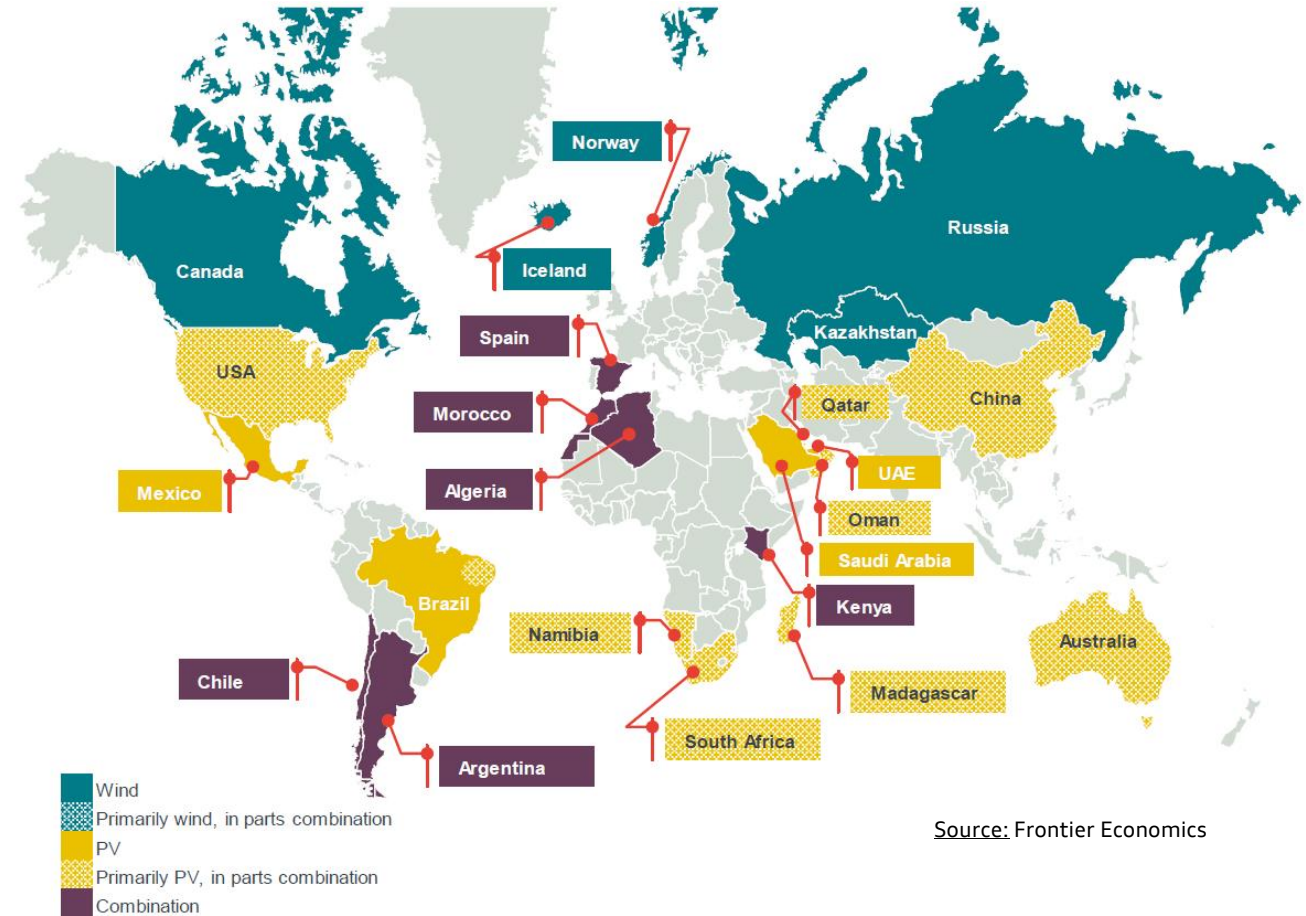 Norway
Russia
Canada
Iceland
Spain
Kazakhstan
USA
Qatar
China
Morocco
UAE
Mexico
Algeria
Oman
Saudi Arabia
Brazil
Kenya
Namibia
Australia
Chile
Madagascar
South Africa
Argentina
Wind
Primarily wind, in parts combination
PV
Primarily PV, in parts combination
Combination
Source: Frontier Economics